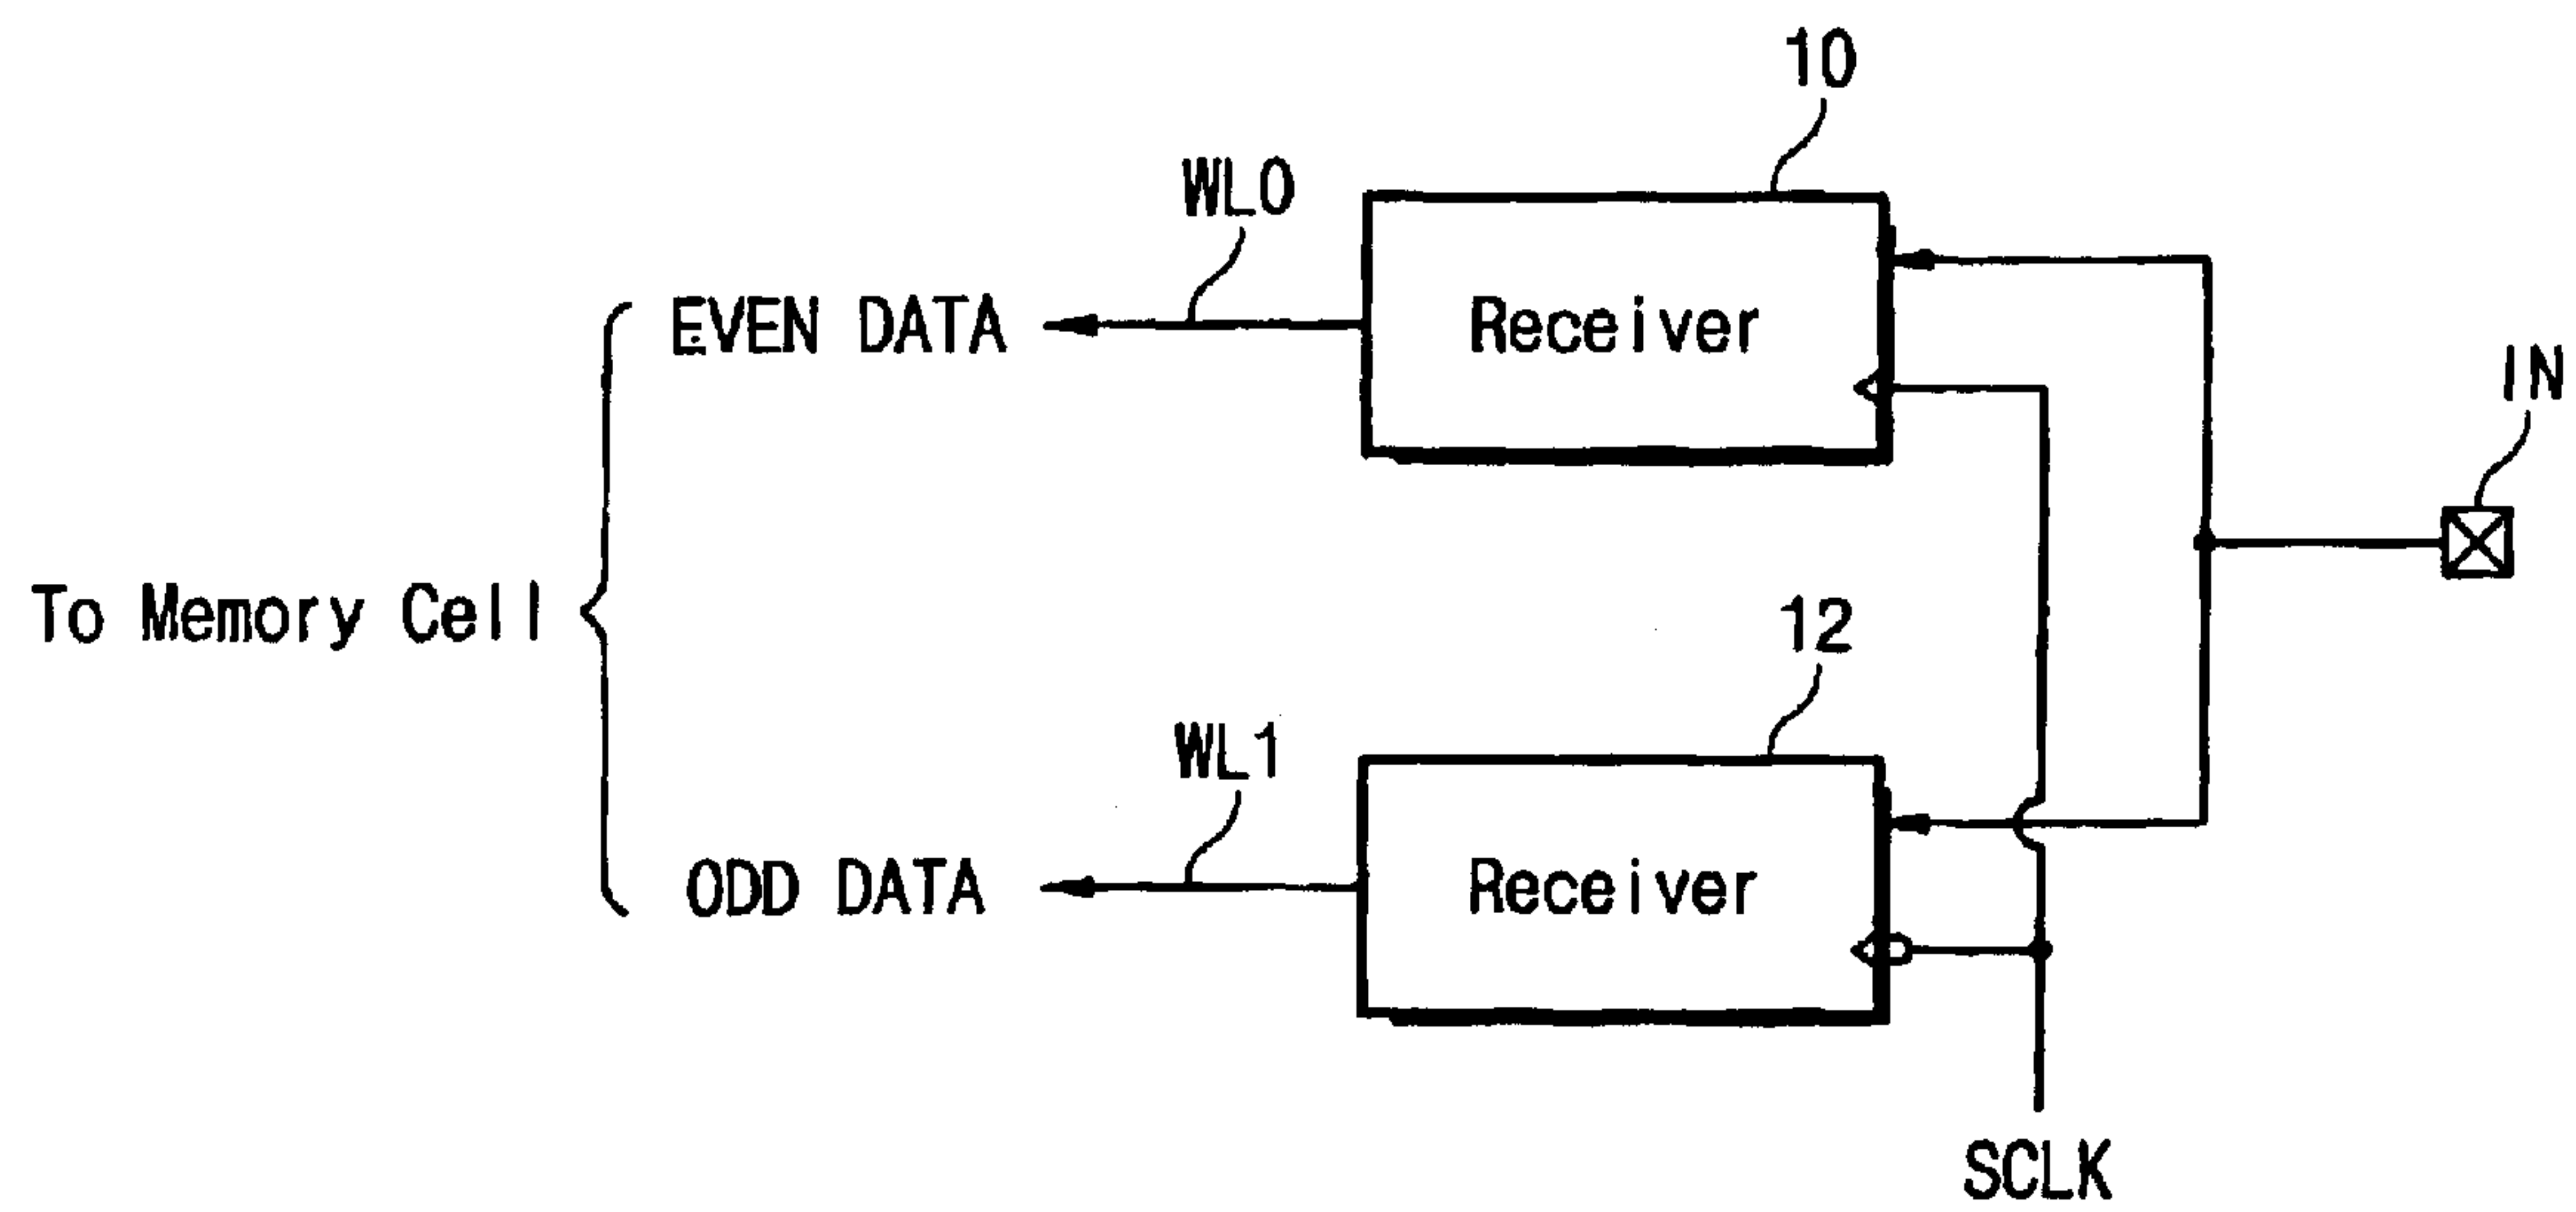 10
WL0
EVEN DATA
Receiver
IN
To Memory Cell
12
WL1
ODD DATA
Receiver
SCLK